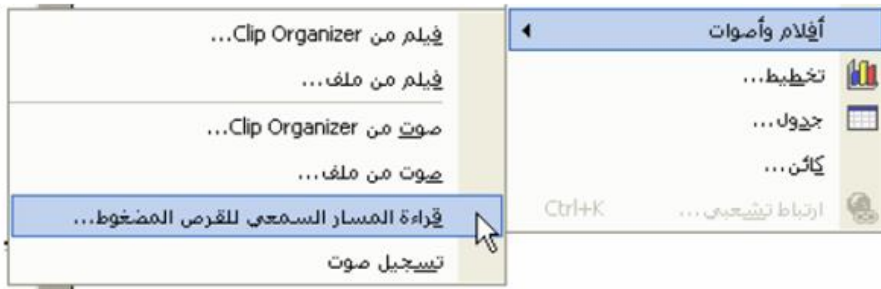 أفلام وأصوات
تخطيط...
جدول...
كائن...
ارتباط تشعبي... Ctrl+K
فيلم من Clip Organizer...
فيلم من ملف...
صوت من Clip Organizer...
صوت من ملف...
قراءة المسار السمعي للقرص المضغوط...
تسجيل صوت